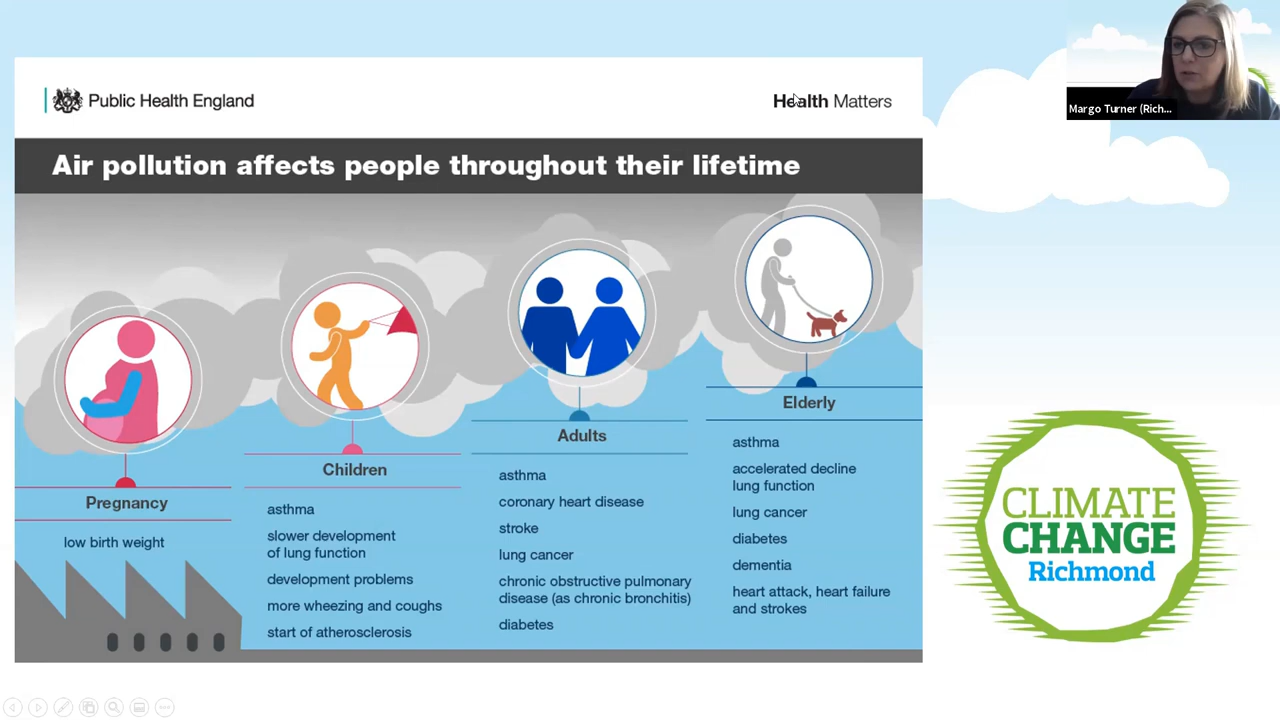 Public Health England
Health Matters
Margo Turner (Rich...
Air pollution affects people throughout their lifetime
Pregnancy
low birth weight
Children
asthma
slower development
of lung function
development problems
more wheezing and coughs
start of atherosclerosis
Adults
asthma
coronary heart disease
stroke
lung cancer
chronic obstructive pulmonary
disease (as chronic bronchitis)
diabetes
Elderly
asthma
accelerated decline
lung function
lung cancer
diabetes
dementia
heart attack, heart failure
and strokes
CLIMATE
CHANGE
Richmond